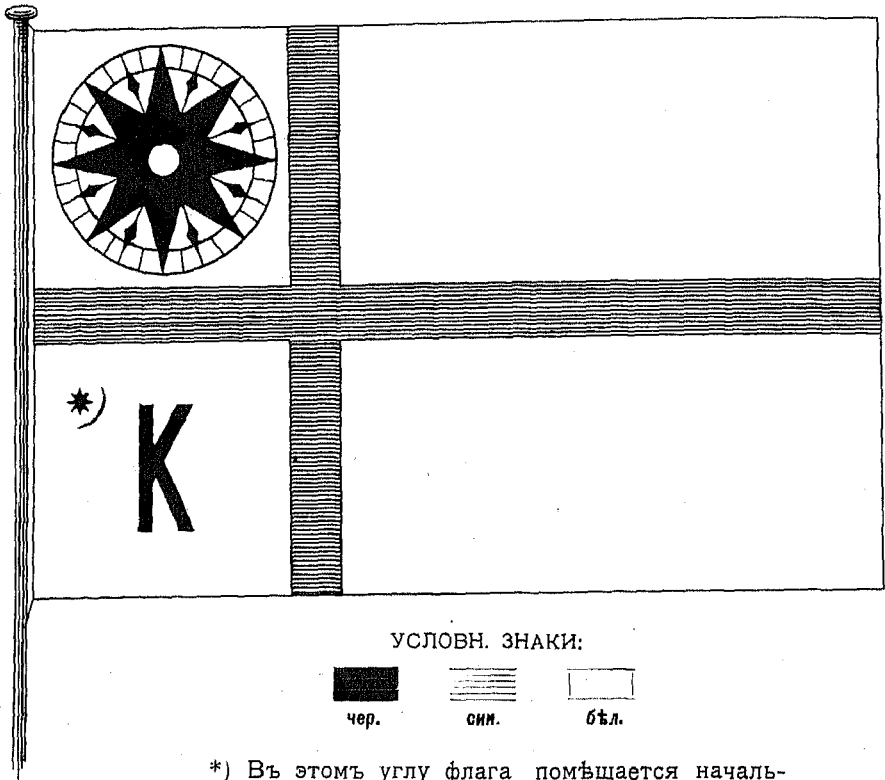 *)
К
УСЛОВН. ЗНАКИ:
чер. син. бѣл.
*) Въ этомъ углу флага помѣщается началь-